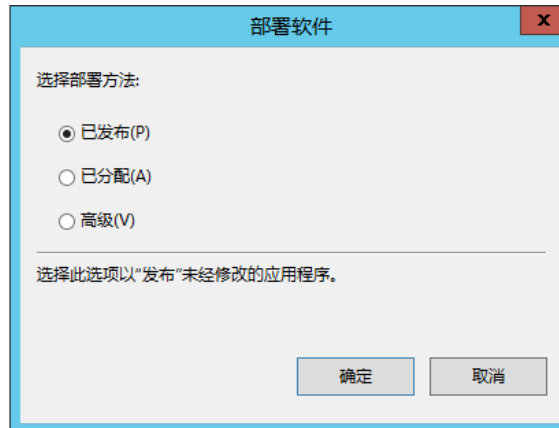 部署软件
x
选择部署方法:
已发布(P)
已分配(A)
高级(V)
选择此选项以“发布”未经修改的应用程序。
确定
取消